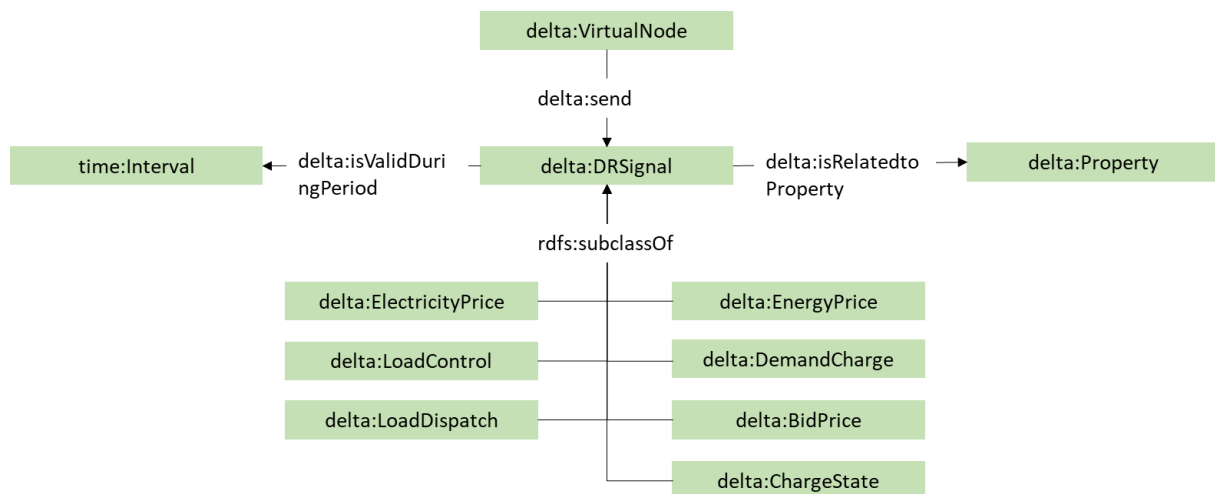 delta:VirtualNode
delta:send
time:Interval
delta:isValidDuri
ngPeriod
delta:DRSignal
delta:isRelatedto
Property
delta:Property
rdfs:subclassOf
delta:ElectricityPrice
delta:EnergyPrice
delta:LoadControl
delta:DemandCharge
delta:LoadDispatch
delta:BidPrice
delta:ChargeState